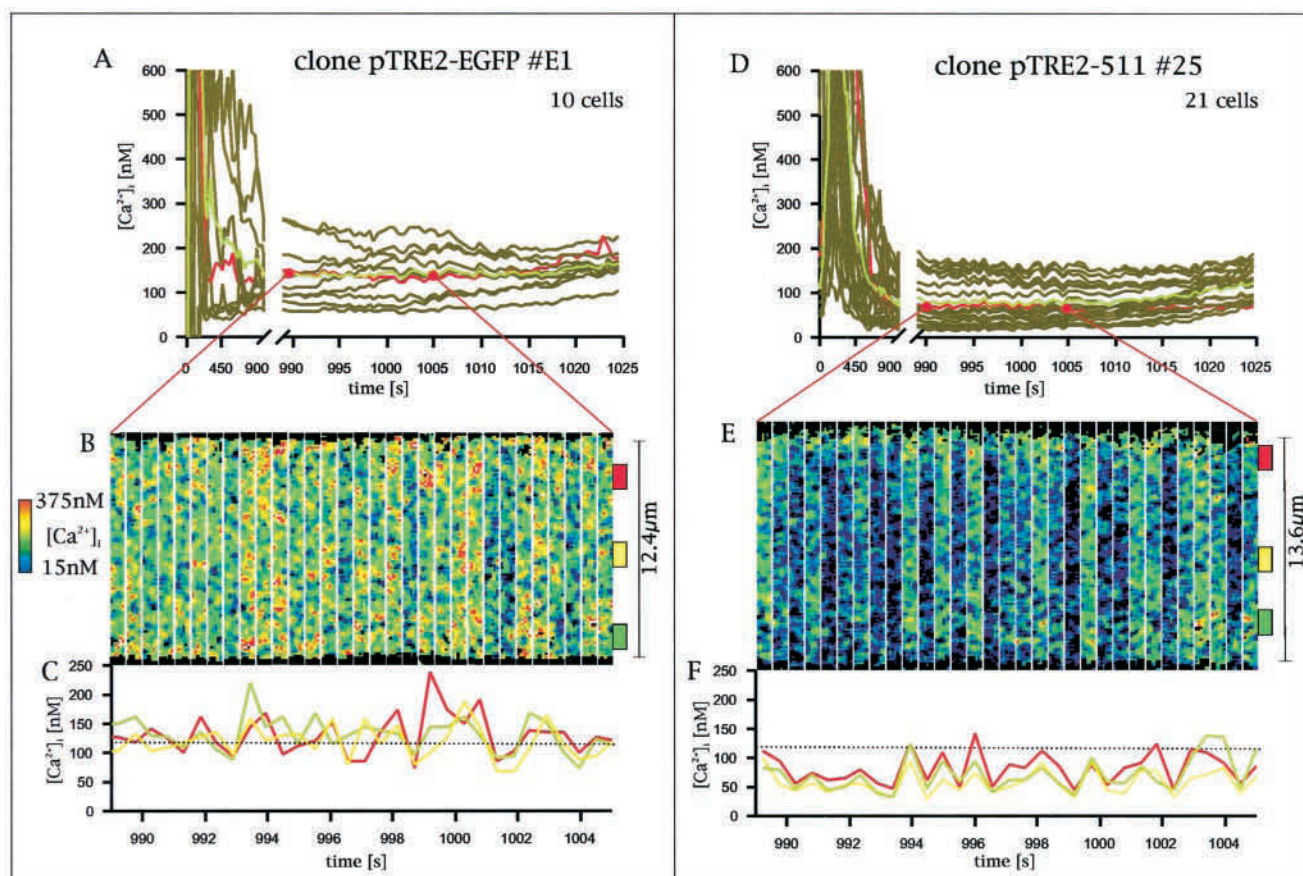 A
clone pTRE2-EGFP #E1
10 cells
600
500
400
300
200
100
0
[Ca²⁺]ᵢ [nM]
0 450 900 990 995 1000 1005 1010 1015 1020 1025
time [s]
B
375nM
[Ca²⁺]ᵢ
15nM
12.4µm
C
250
200
150
100
50
0
[Ca²⁺]ᵢ [nM]
990 992 994 996 998 1000 1002 1004
time [s]
D
clone pTRE2-511 #25
21 cells
600
500
400
300
200
100
0
[Ca²⁺]ᵢ [nM]
0 450 900 990 995 1000 1005 1010 1015 1020 1025
time [s]
E
13.6µm
F
250
200
150
100
50
0
[Ca²⁺]ᵢ [nM]
990 992 994 996 998 1000 1002 1004
time [s]